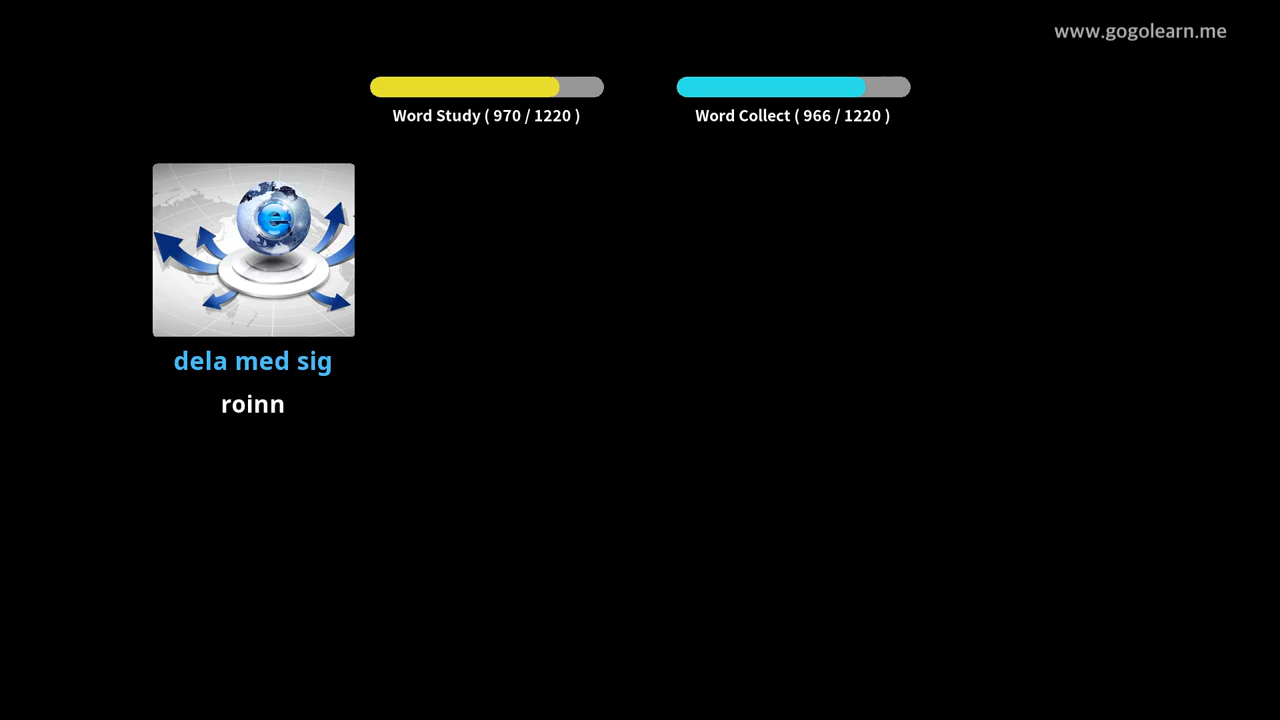 www.gogolearn.me
Word Study ( 970 / 1220 )
Word Collect ( 966 / 1220 )
e
dela med sig
roinn